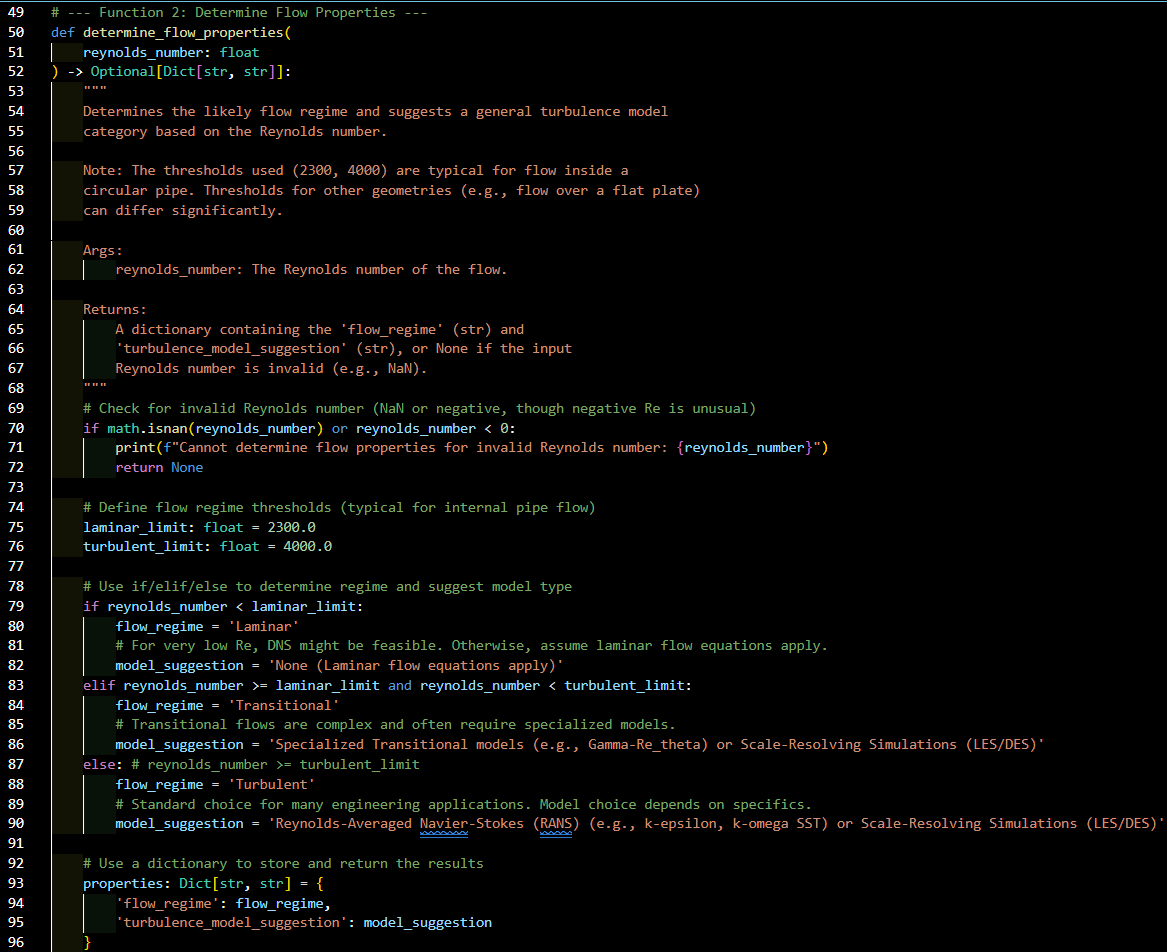 49 # --- Function 2: Determine Flow Properties ---
50 def determine_flow_properties(
51     reynolds_number: float
52 ) -> Optional[Dict[str, str]]:
53     """
54     Determines the likely flow regime and suggests a general turbulence model
55     category based on the Reynolds number.
56
57     Note: The thresholds used (2300, 4000) are typical for flow inside a
58     circular pipe. Thresholds for other geometries (e.g., flow over a flat plate)
59     can differ significantly.
60
61     Args:
62         reynolds_number: The Reynolds number of the flow.
63
64     Returns:
65         A dictionary containing the 'flow_regime' (str) and
66         'turbulence_model_suggestion' (str), or None if the input
67         Reynolds number is invalid (e.g., NaN).
68     """
69     # Check for invalid Reynolds number (NaN or negative, though negative Re is unusual)
70     if math.isnan(reynolds_number) or reynolds_number < 0:
71         print(f"Cannot determine flow properties for invalid Reynolds number: {reynolds_number}")
72         return None
73
74     # Define flow regime thresholds (typical for internal pipe flow)
75     laminar_limit: float = 2300.0
76     turbulent_limit: float = 4000.0
77
78     # Use if/elif/else to determine regime and suggest model type
79     if reynolds_number < laminar_limit:
80         flow_regime = 'Laminar'
81         # For very low Re, DNS might be feasible. Otherwise, assume laminar flow equations apply.
82         model_suggestion = 'None (Laminar flow equations apply)'
83     elif reynolds_number >= laminar_limit and reynolds_number < turbulent_limit:
84         flow_regime = 'Transitional'
85         # Transitional flows are complex and often require specialized models.
86         model_suggestion = 'Specialized Transitional models (e.g., Gamma-Re_theta) or Scale-Resolving Simulations (LES/DES)'
87     else: # reynolds_number >= turbulent_limit
88         flow_regime = 'Turbulent'
89         # Standard choice for many engineering applications. Model choice depends on specifics.
90         model_suggestion = 'Reynolds-Averaged Navier-Stokes (RANS) (e.g., k-epsilon, k-omega SST) or Scale-Resolving Simulations (LES/DES)'
91
92     # Use a dictionary to store and return the results
93     properties: Dict[str, str] = {
94         'flow_regime': flow_regime,
95         'turbulence_model_suggestion': model_suggestion
96     }